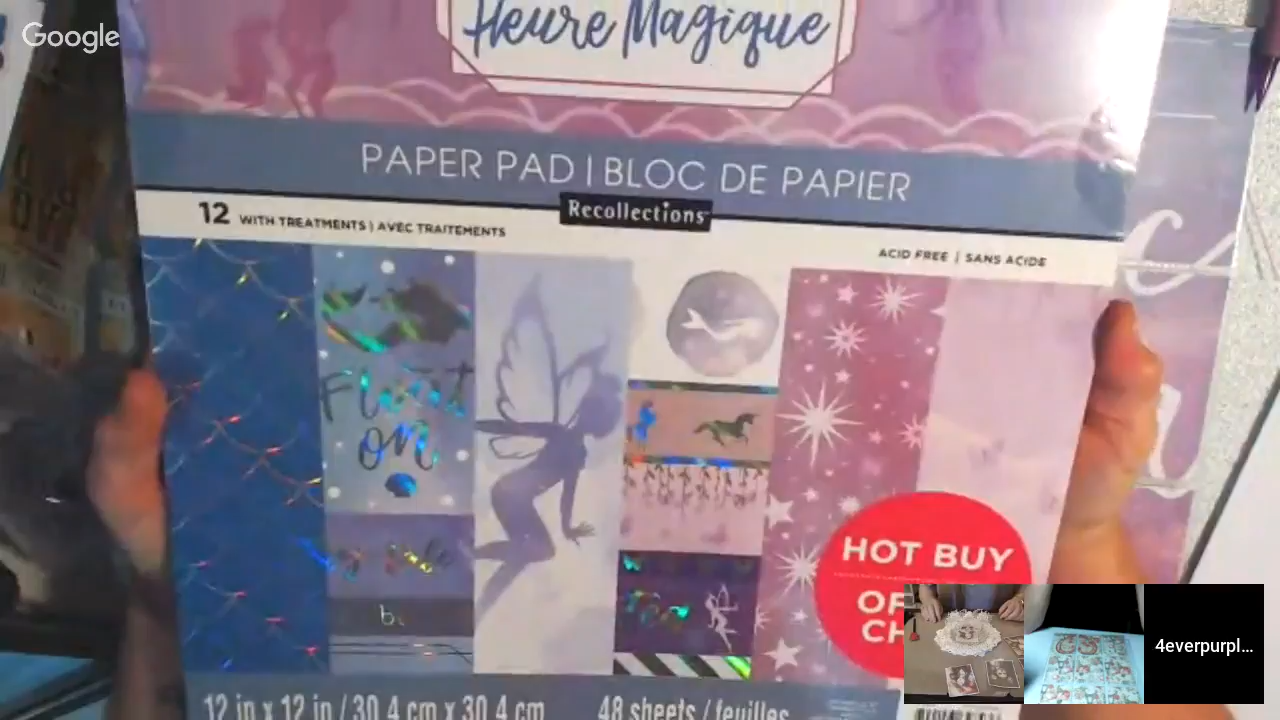 Google
Heure Magique
PAPER PAD | BLOC DE PAPIER
Recollections
12 WITH TREATMENTS | AVEC TRAITEMENTS
ACID FREE | SANS ACIDE
Float
on
HOT BUY
12 in x 12 in / 30.4 cm x 30.4 cm
48 sheets / feuilles
4everpurpl...